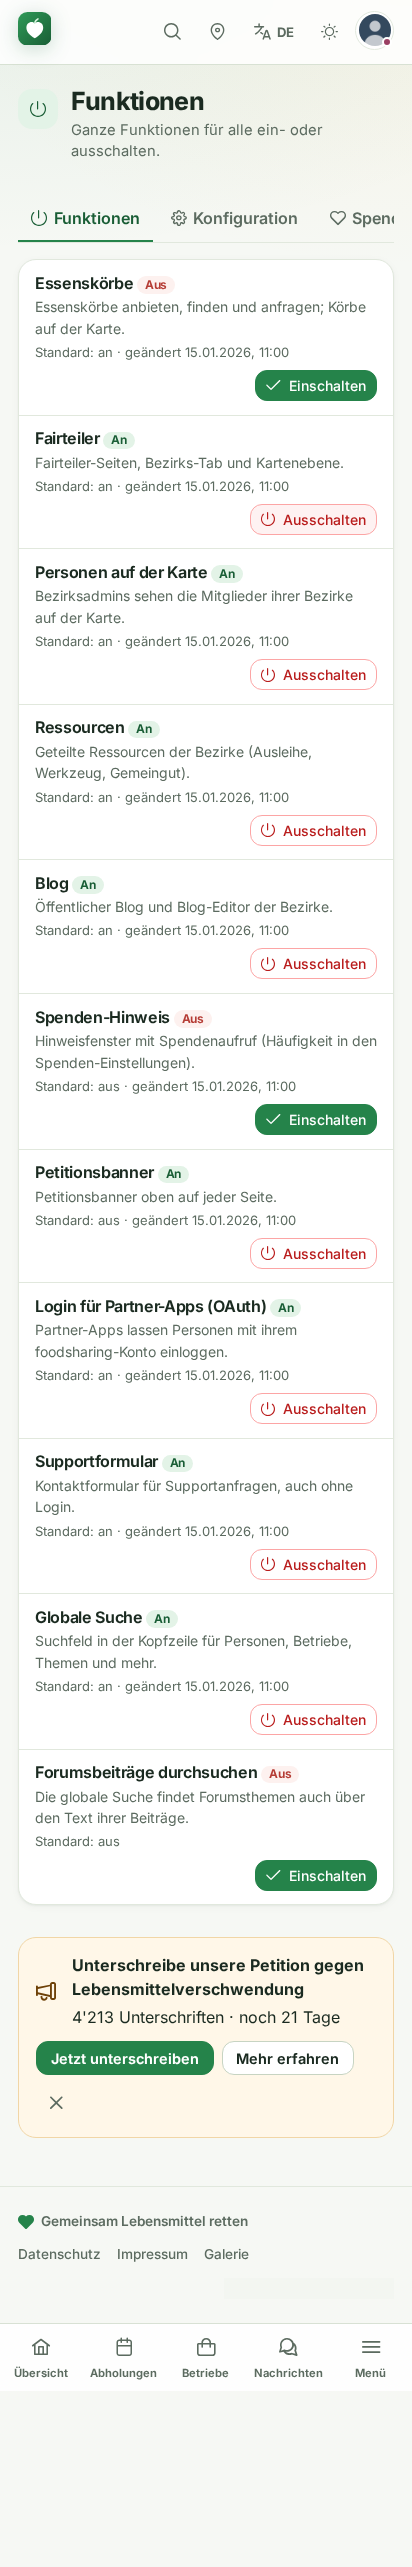 DE
Funktionen
Ganze Funktionen für alle ein- oder
ausschalten.
Funktionen
Konfiguration
Spend
Essenskörbe Aus
Essenskörbe anbieten, finden und anfragen; Körbe
auf der Karte.
Standard: an · geändert 15.01.2026, 11:00
Einschalten
Fairteiler An
Fairteiler-Seiten, Bezirks-Tab und Kartenebene.
Standard: an · geändert 15.01.2026, 11:00
Ausschalten
Personen auf der Karte An
Bezirksadmins sehen die Mitglieder ihrer Bezirke
auf der Karte.
Standard: an · geändert 15.01.2026, 11:00
Ausschalten
Ressourcen An
Geteilte Ressourcen der Bezirke (Ausleihe,
Werkzeug, Gemeingut).
Standard: an · geändert 15.01.2026, 11:00
Ausschalten
Blog An
Öffentlicher Blog und Blog-Editor der Bezirke.
Standard: an · geändert 15.01.2026, 11:00
Ausschalten
Spenden-Hinweis Aus
Hinweisfenster mit Spendenaufruf (Häufigkeit in den
Spenden-Einstellungen).
Standard: aus · geändert 15.01.2026, 11:00
Einschalten
Petitionsbanner An
Petitionsbanner oben auf jeder Seite.
Standard: aus · geändert 15.01.2026, 11:00
Ausschalten
Login für Partner-Apps (OAuth) An
Partner-Apps lassen Personen mit ihrem
foodsharing-Konto einloggen.
Standard: an · geändert 15.01.2026, 11:00
Ausschalten
Supportformular An
Kontaktformular für Supportanfragen, auch ohne
Login.
Standard: an · geändert 15.01.2026, 11:00
Ausschalten
Globale Suche An
Suchfeld in der Kopfzeile für Personen, Betriebe,
Themen und mehr.
Standard: an · geändert 15.01.2026, 11:00
Ausschalten
Forumsbeiträge durchsuchen Aus
Die globale Suche findet Forumsthemen auch über
den Text ihrer Beiträge.
Standard: aus
Einschalten
Unterschreibe unsere Petition gegen
Lebensmittelverschwendung
4'213 Unterschriften · noch 21 Tage
Jetzt unterschreiben
Mehr erfahren
Gemeinsam Lebensmittel retten
Datenschutz Impressum Galerie
Übersicht
Abholungen
Betriebe
Nachrichten
Menü